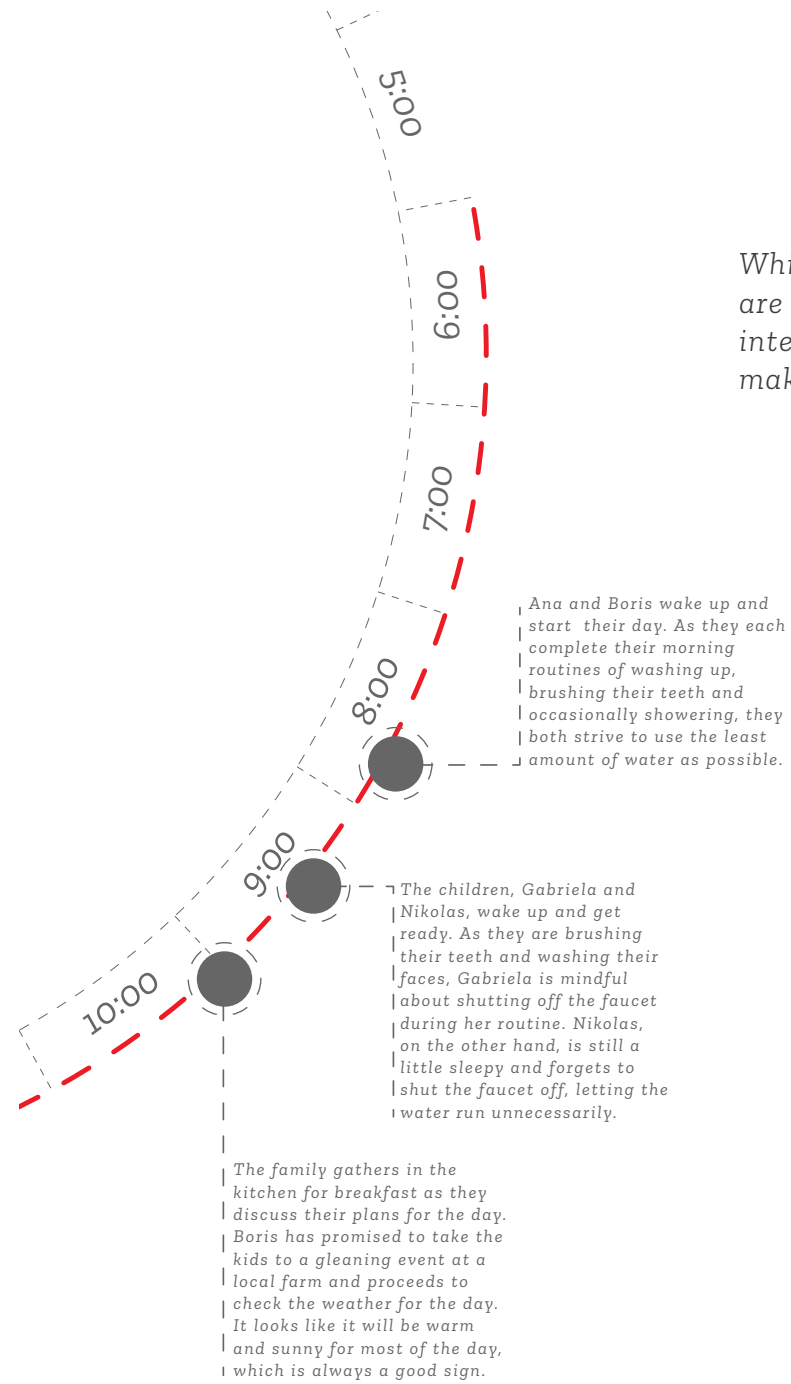 5:00
6:00
are
7:00
Ana and Boris wake up and
start  their day. As they each
complete their morning
routines of washing up,
brushing their teeth and
occasionally showering, they
both strive to use the least
amount of water as possible.
8:00
9:00
The children, Gabriela and
Nikolas, wake up and get
ready. As they are brushing
their teeth and washing their
faces, Gabriela is mindful
about shutting off the faucet
during her routine. Nikolas,
on the other hand, is still a
little sleepy and forgets to
shut the faucet off, letting the
water run unnecessarily.
10:00
The family gathers in the
kitchen for breakfast as they
discuss their plans for the day.
Boris has promised to take the
kids to a gleaning event at a
local farm and proceeds to
check the weather for the day.
It looks like it will be warm
and sunny for most of the day,
which is always a good sign.